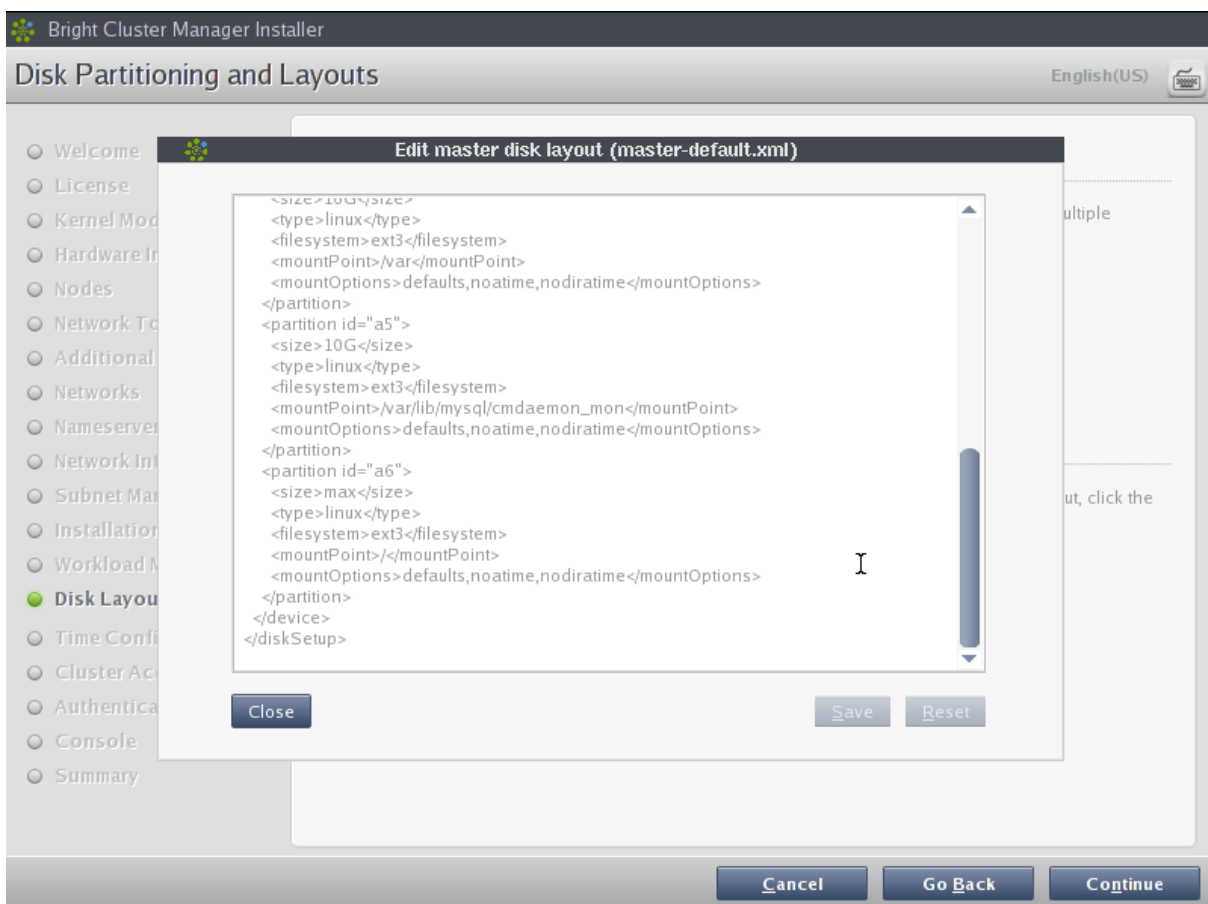 Bright Cluster Manager Installer
Disk Partitioning and Layouts
English(US)
Welcome
License
Kernel Mod
Hardware In
Nodes
Network To
Additional
Networks
Nameserver
Network Int
Subnet Mar
Installation
Workload M
Disk Layou
Time Confi
Cluster Acc
Authentica
Console
Summary
Edit master disk layout (master-default.xml)
<size>10G</size>
<type>linux</type>
<filesystem>ext3</filesystem>
<mountPoint>/var</mountPoint>
<mountOptions>defaults,noatime,nodiratime</mountOptions>
</partition>
<partition id="a5">
<size>10G</size>
<type>linux</type>
<filesystem>ext3</filesystem>
<mountPoint>/var/lib/mysql/cmdaemon_mon</mountPoint>
<mountOptions>defaults,noatime,nodiratime</mountOptions>
</partition>
<partition id="a6">
<size>max</size>
<type>linux</type>
<filesystem>ext3</filesystem>
<mountPoint>/</mountPoint>
<mountOptions>defaults,noatime,nodiratime</mountOptions>
</partition>
</device>
</diskSetup>
ultiple
ut, click the
Close
Save
Reset
Cancel
Go Back
Continue